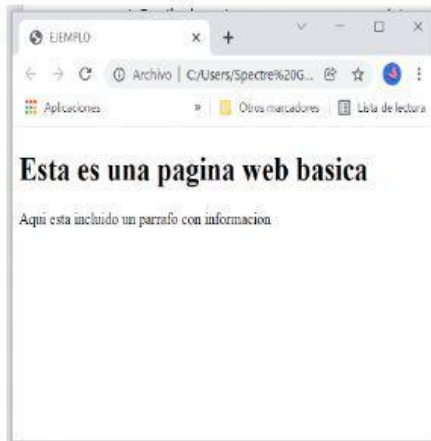 EJEMPLO
Archivo | C:/Users/Spectre%20G...
Aplicaciones » Otros marcadores Lista de lectura
Esta es una pagina web basica
Aqui esta incluido un parrafo con informacion